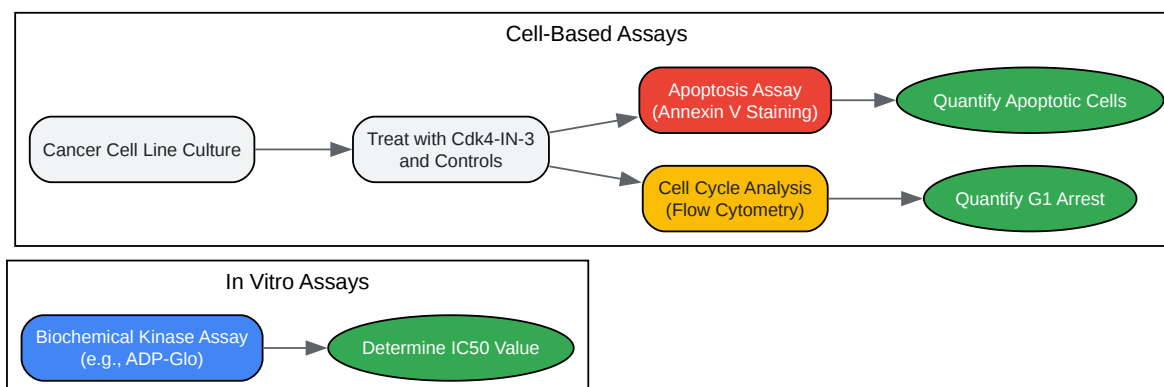 Cell-Based Assays
Cancer Cell Line Culture
Treat with Cdk4-IN-3
and Controls
Apoptosis Assay
(Annexin V Staining)
Quantify Apoptotic Cells
Cell Cycle Analysis
(Flow Cytometry)
Quantify G1 Arrest
In Vitro Assays
Biochemical Kinase Assay
(e.g., ADP-Glo)
Determine IC50 Value